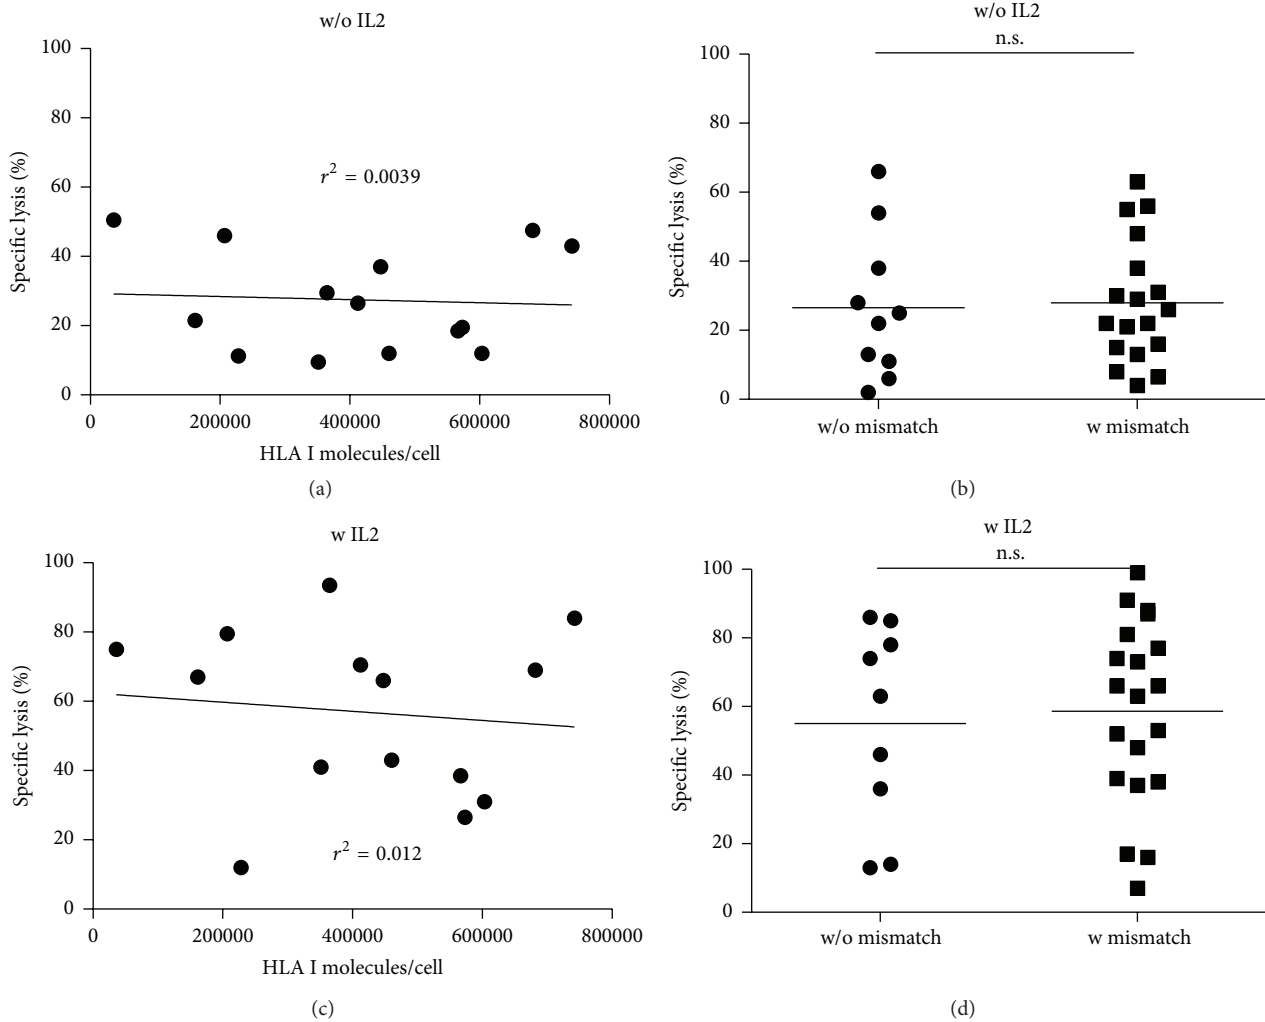 w/o IL2
100
80
60
40
20
0
Specific lysis (%)
r² = 0.0039
0 200000 400000 600000 800000
HLA I molecules/cell
(a)
w/o IL2
n.s.
100
80
60
40
20
0
Specific lysis (%)
w/o mismatch w mismatch
(b)
w IL2
100
80
60
40
20
0
Specific lysis (%)
r² = 0.012
0 200000 400000 600000 800000
HLA I molecules/cell
(c)
w IL2
n.s.
100
80
60
40
20
0
Specific lysis (%)
w/o mismatch w mismatch
(d)